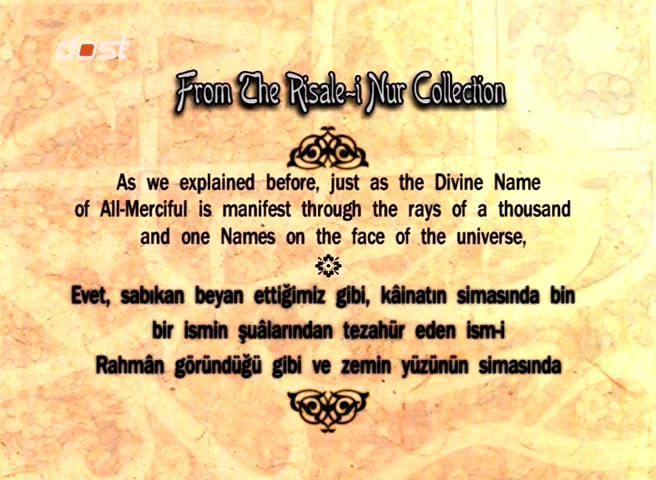 dost
From The Risale-i Nur Collection
As we explained before, just as the Divine Name
of All-Merciful is manifest through the rays of a thousand
and one Names on the face of the universe,
Evet, sabıkan beyan ettiğimiz gibi, kâinatın simasında bin
bir ismin şuâlarından tezahür eden ism-i
Rahmân göründüğü gibi ve zemin yüzünün simasında